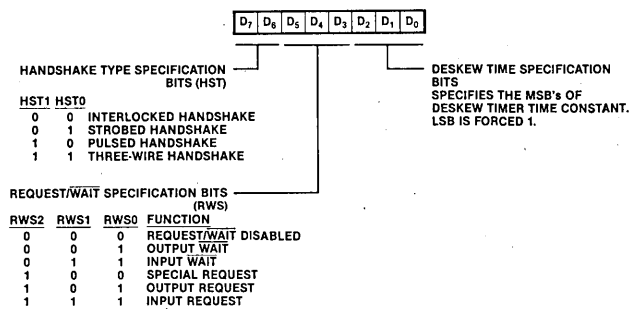 D7 D6 D5 D4 D3 D2 D1 D0
HANDSHAKE TYPE SPECIFICATION
BITS (HST)
HST1 HST0
0 0 INTERLOCKED HANDSHAKE
0 1 STROBED HANDSHAKE
1 0 PULSED HANDSHAKE
1 1 THREE-WIRE HANDSHAKE
DESKEW TIME SPECIFICATION
BITS
SPECIFIES THE MSB's OF
DESKEW TIMER TIME CONSTANT.
LSB IS FORCED 1.
REQUEST/WAIT SPECIFICATION BITS
(RWS)
RWS2 RWS1 RWS0 FUNCTION
0 0 0 REQUEST/WAIT DISABLED
0 0 1 OUTPUT WAIT
0 1 1 INPUT WAIT
1 0 0 SPECIAL REQUEST
1 0 1 OUTPUT REQUEST
1 1 1 INPUT REQUEST